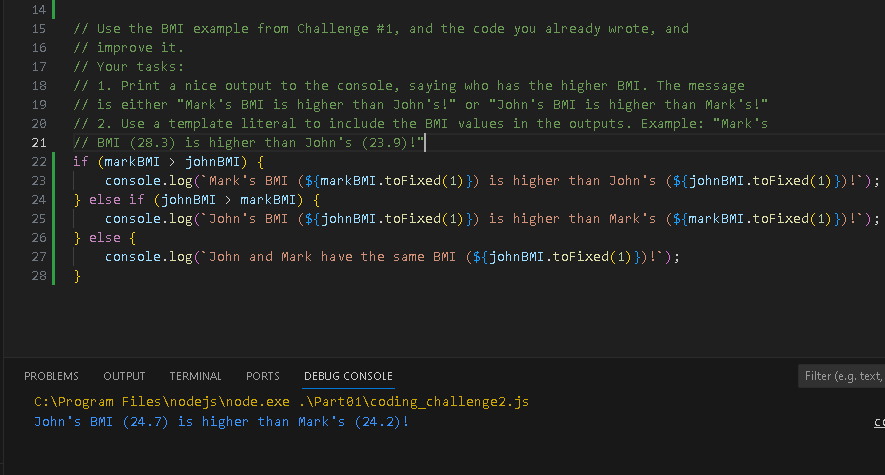 14
15 // Use the BMI example from Challenge #1, and the code you already wrote, and
16 // improve it.
17 // Your tasks:
18 // 1. Print a nice output to the console, saying who has the higher BMI. The message
19 // is either "Mark's BMI is higher than John's!" or "John's BMI is higher than Mark's!"
20 // 2. Use a template literal to include the BMI values in the outputs. Example: "Mark's
21 // BMI (28.3) is higher than John's (23.9)!"
22 if (markBMI > johnBMI) {
23     console.log(`Mark's BMI (${markBMI.toFixed(1)}) is higher than John's (${johnBMI.toFixed(1)})!`);
24 } else if (johnBMI > markBMI) {
25     console.log(`John's BMI (${johnBMI.toFixed(1)}) is higher than Mark's (${markBMI.toFixed(1)})!`);
26 } else {
27     console.log(`John and Mark have the same BMI (${johnBMI.toFixed(1)})!`);
28 }
PROBLEMS OUTPUT TERMINAL PORTS DEBUG CONSOLE Filter (e.g. text,
C:\Program Files\nodejs\node.exe .\Part01\coding_challenge2.js
John's BMI (24.7) is higher than Mark's (24.2)!